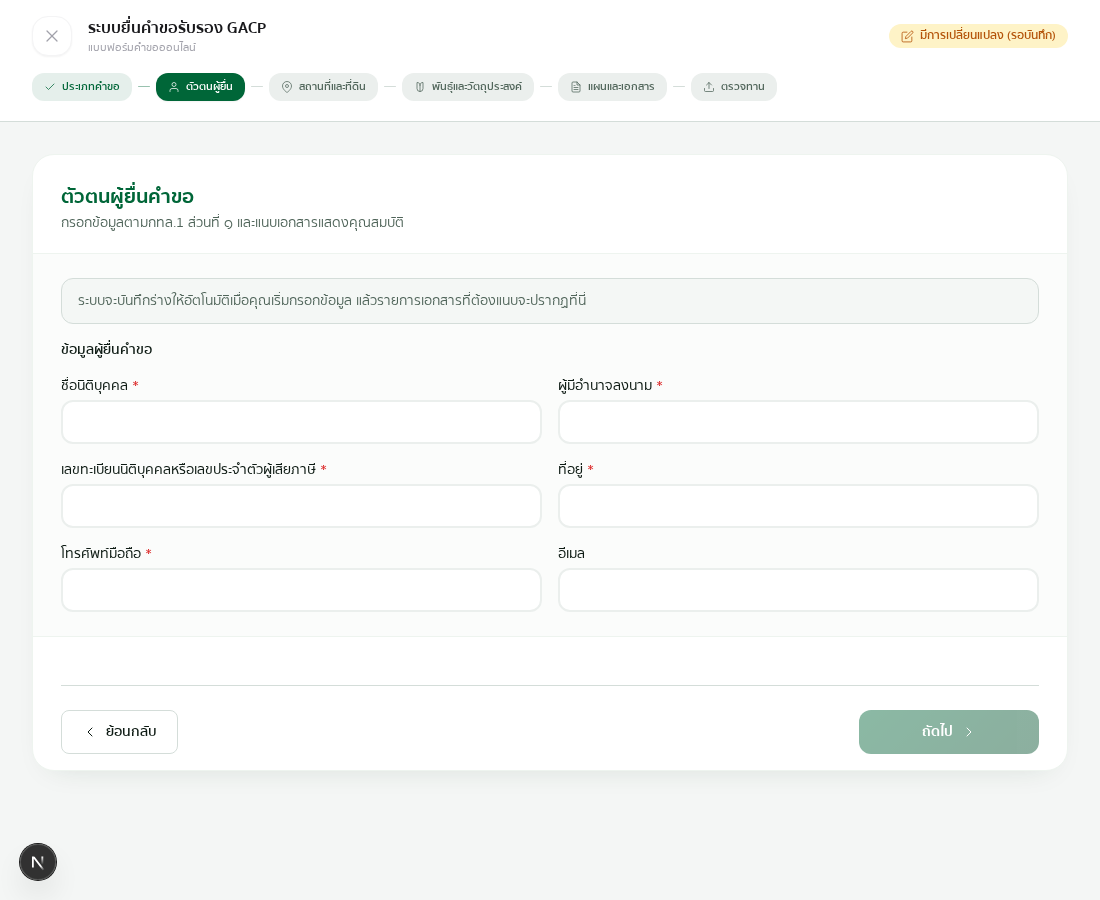 ระบบยื่นคำขอรับรอง GACP
แบบฟอร์มคำขอออนไลน์
มีการเปลี่ยนแปลง (รอบันทึก)
ประเภทคำขอ
ตัวตนผู้ยื่น
สถานที่และที่ดิน
พันธุ์และวัตถุประสงค์
แผนและเอกสาร
ตรวจทาน
ตัวตนผู้ยื่นคำขอ
กรอกข้อมูลตามกทล.1 ส่วนที่ ๑ และแนบเอกสารแสดงคุณสมบัติ
ระบบจะบันทึกร่างให้อัตโนมัติเมื่อคุณเริ่มกรอกข้อมูล แล้วรายการเอกสารที่ต้องแนบจะปรากฏที่นี่
ข้อมูลผู้ยื่นคำขอ
ชื่อนิติบุคคล *
ผู้มีอำนาจลงนาม *
เลขทะเบียนนิติบุคคลหรือเลขประจำตัวผู้เสียภาษี *
ที่อยู่ *
โทรศัพท์มือถือ *
อีเมล
ย้อนกลับ
ถัดไป
N